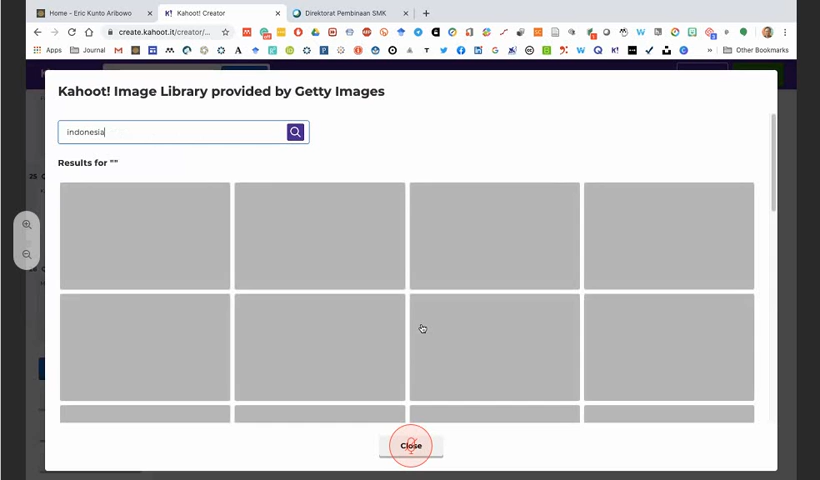 Home - Eric Kunto Aribowo
Kahoot! Creator
Direktorat Pembinaan SMK
create.kahoot.it/creator/...
Apps
Journal
Other Bookmarks
Kahoot! Image Library provided by Getty Images
indonesia
Results for ""
Close